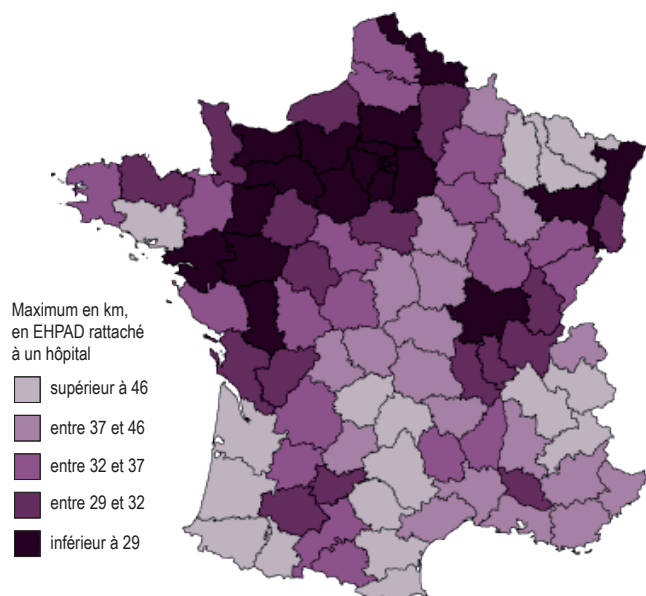 Maximum en km,
en EHPAD rattaché
à un hôpital
supérieur à 46
entre 37 et 46
entre 32 et 37
entre 29 et 32
inférieur à 29